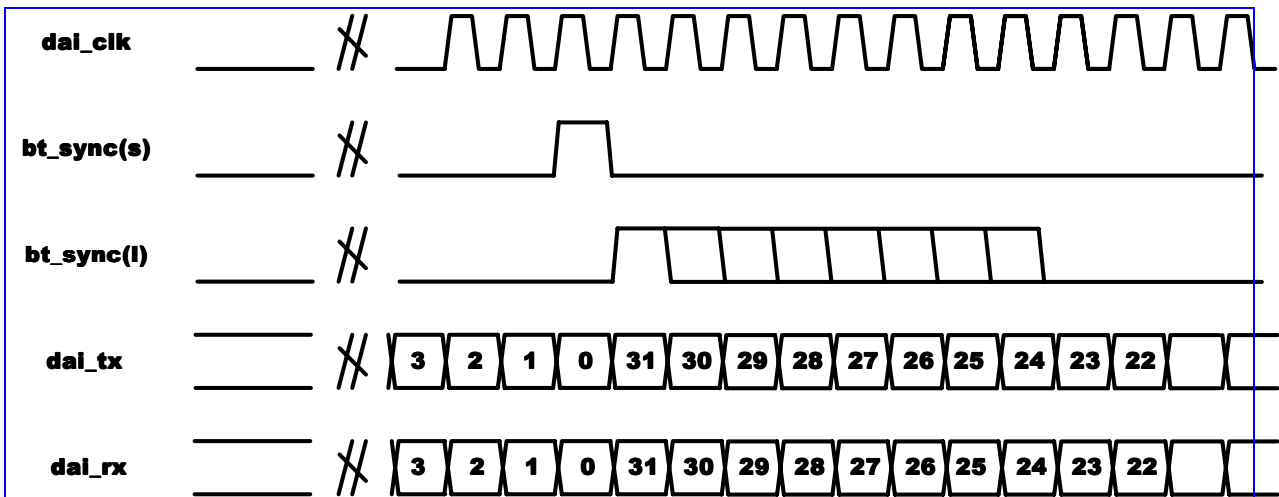 dai_clk
bt_sync(s)
bt_sync(l)
dai_tx 3 2 1 0 31 30 29 28 27 26 25 24 23 22
dai_rx 3 2 1 0 31 30 29 28 27 26 25 24 23 22